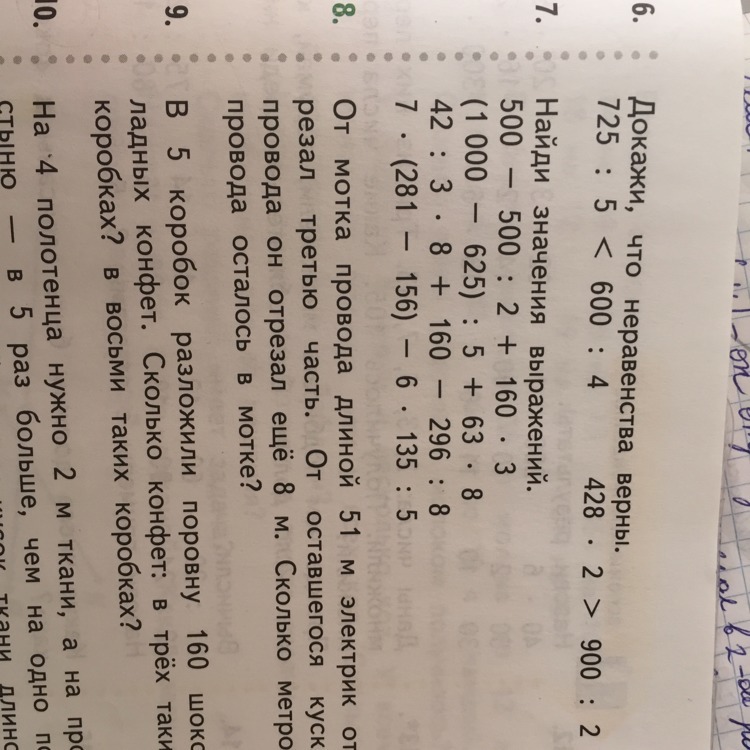 6. Докажи, что неравенства верны.
725 : 5 < 600 : 4 428 · 2 > 900 : 2
7. Найди значения выражений.
500 − 500 : 2 + 160 · 3
(1 000 − 625) : 5 + 63 · 8
42 : 3 · 8 + 160 − 296 : 8
7 · (281 − 156) − 6 · 135 : 5
8. От мотка провода длиной 51 м электрик от
резал третью часть. От оставшегося куск
провода он отрезал ещё 8 м. Сколько метро
провода осталось в мотке?
9. В 5 коробок разложили поровну 160 шоко
ладных конфет. Сколько конфет: в трёх таки
коробках? в восьми таких коробках?
10. На 4 полотенца нужно 2 м ткани, а на про
стыню — в 5 раз больше, чем на одно по
ткани длино